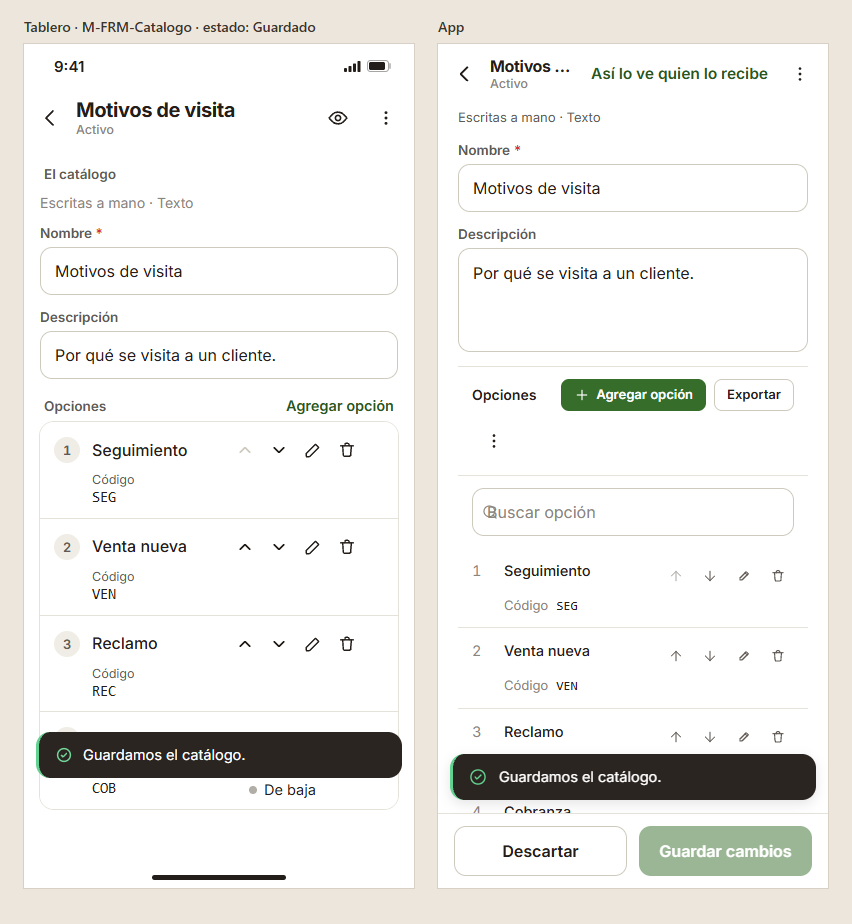 Tablero · M-FRM-Catalogo · estado: Guardado
9:41
Motivos de visita
Activo
El catálogo
Escritas a mano · Texto
Nombre *
Motivos de visita
Descripción
Por qué se visita a un cliente.
Opciones
Agregar opción
1 Seguimiento
Código
SEG
2 Venta nueva
Código
VEN
3 Reclamo
Código
REC
Guardamos el catálogo.
COB
De baja
App
Motivos ...
Activo
Así lo ve quien lo recibe
Escritas a mano · Texto
Nombre *
Motivos de visita
Descripción
Por qué se visita a un cliente.
Opciones
+ Agregar opción
Exportar
Buscar opción
1 Seguimiento
Código SEG
2 Venta nueva
Código VEN
3 Reclamo
Guardamos el catálogo.
4 Cobranza
Descartar
Guardar cambios